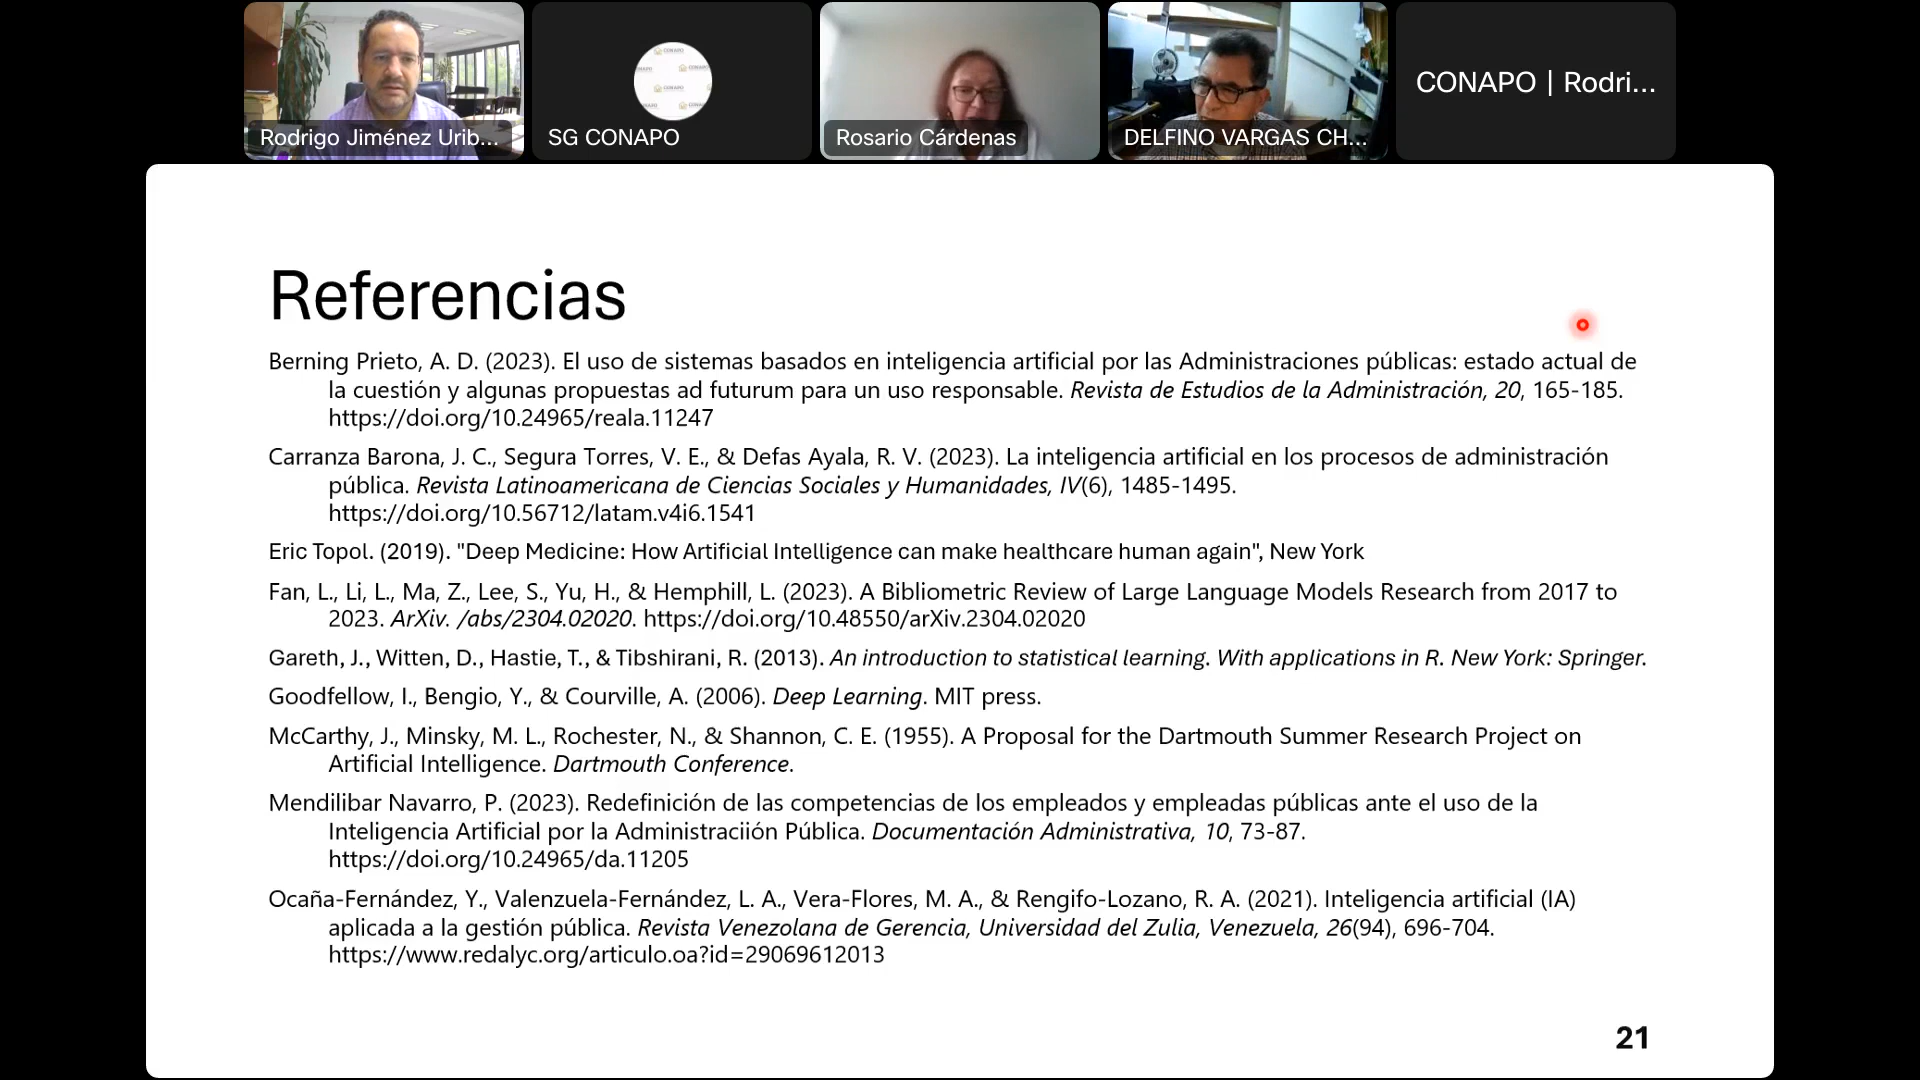 Rodrigo Jiménez Urib...
SG CONAPO
Rosario Cárdenas
DELFINO VARGAS CH...
CONAPO | Rodri...
Referencias
Berning Prieto, A. D. (2023). El uso de sistemas basados en inteligencia artificial por las Administraciones públicas: estado actual de
la cuestión y algunas propuestas ad futurum para un uso responsable. Revista de Estudios de la Administración, 20, 165-185.
https://doi.org/10.24965/reala.11247
Carranza Barona, J. C., Segura Torres, V. E., & Defas Ayala, R. V. (2023). La inteligencia artificial en los procesos de administración
pública. Revista Latinoamericana de Ciencias Sociales y Humanidades, IV(6), 1485-1495.
https://doi.org/10.56712/latam.v4i6.1541
Eric Topol. (2019). "Deep Medicine: How Artificial Intelligence can make healthcare human again", New York
Fan, L., Li, L., Ma, Z., Lee, S., Yu, H., & Hemphill, L. (2023). A Bibliometric Review of Large Language Models Research from 2017 to
2023. ArXiv. /abs/2304.02020. https://doi.org/10.48550/arXiv.2304.02020
Gareth, J., Witten, D., Hastie, T., & Tibshirani, R. (2013). An introduction to statistical learning. With applications in R. New York: Springer.
Goodfellow, I., Bengio, Y., & Courville, A. (2006). Deep Learning. MIT press.
McCarthy, J., Minsky, M. L., Rochester, N., & Shannon, C. E. (1955). A Proposal for the Dartmouth Summer Research Project on
Artificial Intelligence. Dartmouth Conference.
Mendilibar Navarro, P. (2023). Redefinición de las competencias de los empleados y empleadas públicas ante el uso de la
Inteligencia Artificial por la Administraciión Pública. Documentación Administrativa, 10, 73-87.
https://doi.org/10.24965/da.11205
Ocaña-Fernández, Y., Valenzuela-Fernández, L. A., Vera-Flores, M. A., & Rengifo-Lozano, R. A. (2021). Inteligencia artificial (IA)
aplicada a la gestión pública. Revista Venezolana de Gerencia, Universidad del Zulia, Venezuela, 26(94), 696-704.
https://www.redalyc.org/articulo.oa?id=29069612013
21